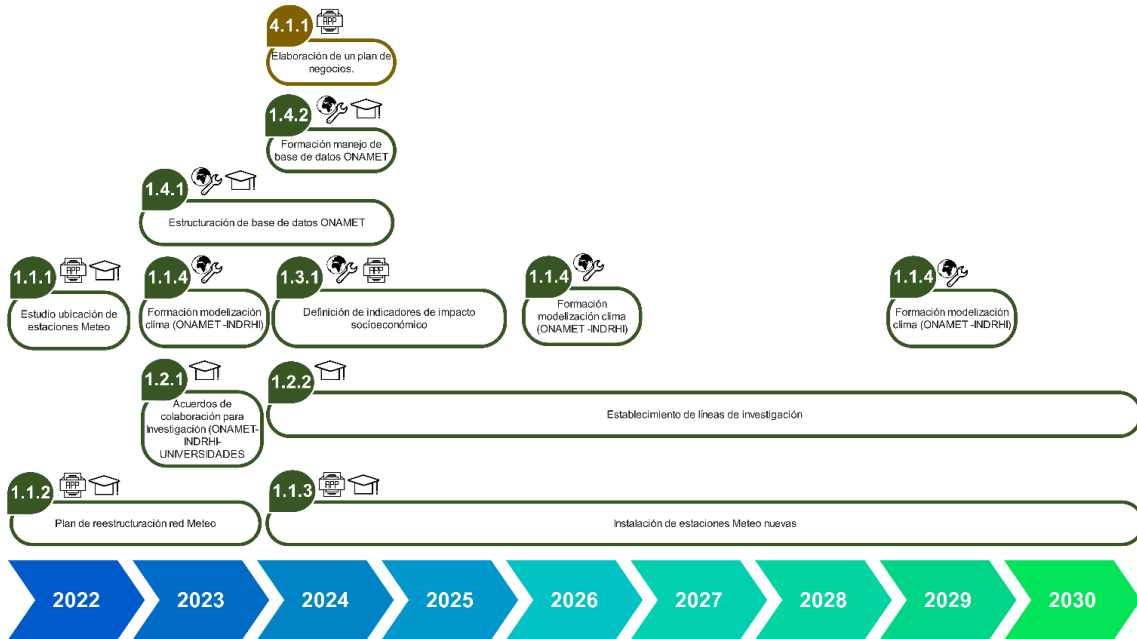 4.1.1
APP
Elaboración de un plan de
negocios.
1.4.2
Formación manejo de
base de datos ONAMET
1.4.1
Estructuración de base de datos ONAMET
1.1.1
APP
Estudio ubicación de
estaciones Meteo
1.1.4
Formación modelización
clima (ONAMET -INDRHI)
1.3.1
APP
Definición de indicadores de impacto
socioeconómico
1.1.4
Formación
modelización
clima (ONAMET -INDRHI)
1.1.4
Formación modelización
clima (ONAMET -INDRHI)
1.2.1
Acuerdos de
colaboración para
Investigación (ONAMET-
INDRHI-
UNIVERSIDADES
1.2.2
Establecimiento de líneas de investigación
1.1.2
APP
Plan de reestructuración red Meteo
1.1.3
APP
Instalación de estaciones Meteo nuevas
2022
2023
2024
2025
2026
2027
2028
2029
2030